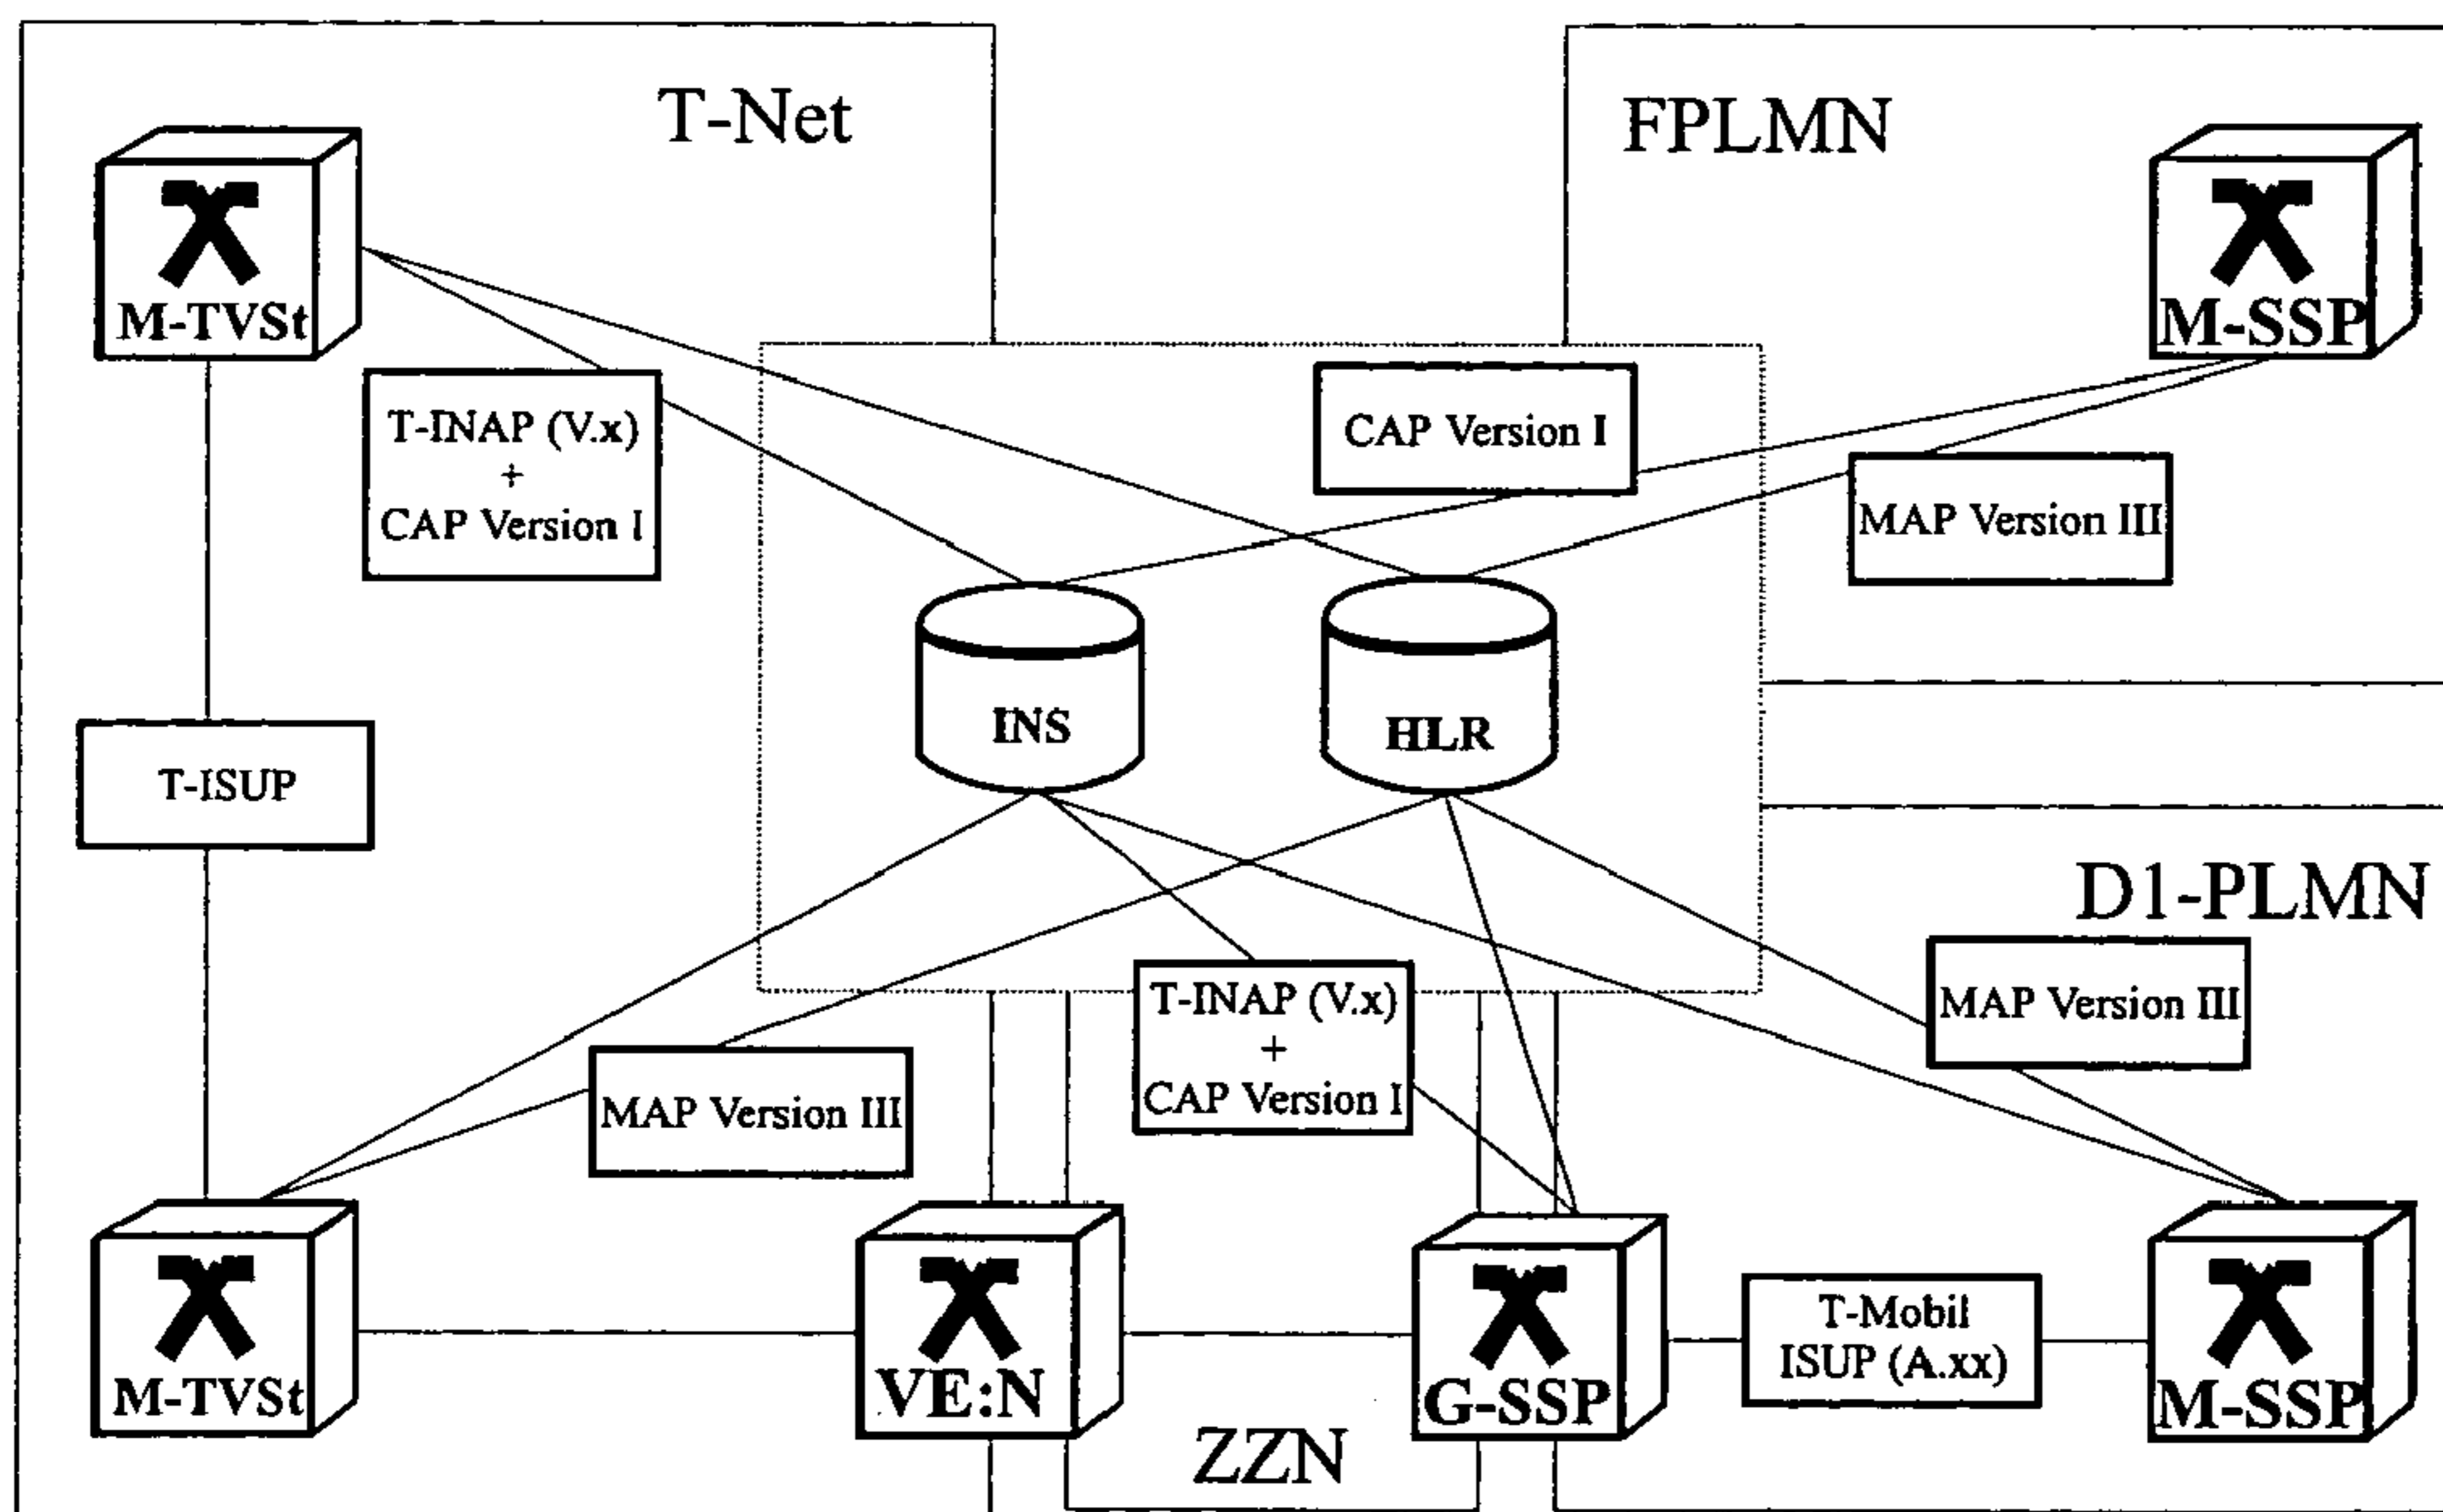 T-Net
FPLMN
M-TVSt
M-SSP
T-INAP (V.x)
+
CAP Version I
CAP Version I
MAP Version III
INS
HLR
T-ISUP
D1-PLMN
MAP Version III
T-INAP (V.x)
+
CAP Version I
MAP Version III
M-TVSt
VE:N
G-SSP
T-Mobil
ISUP (A.xx)
M-SSP
ZZN